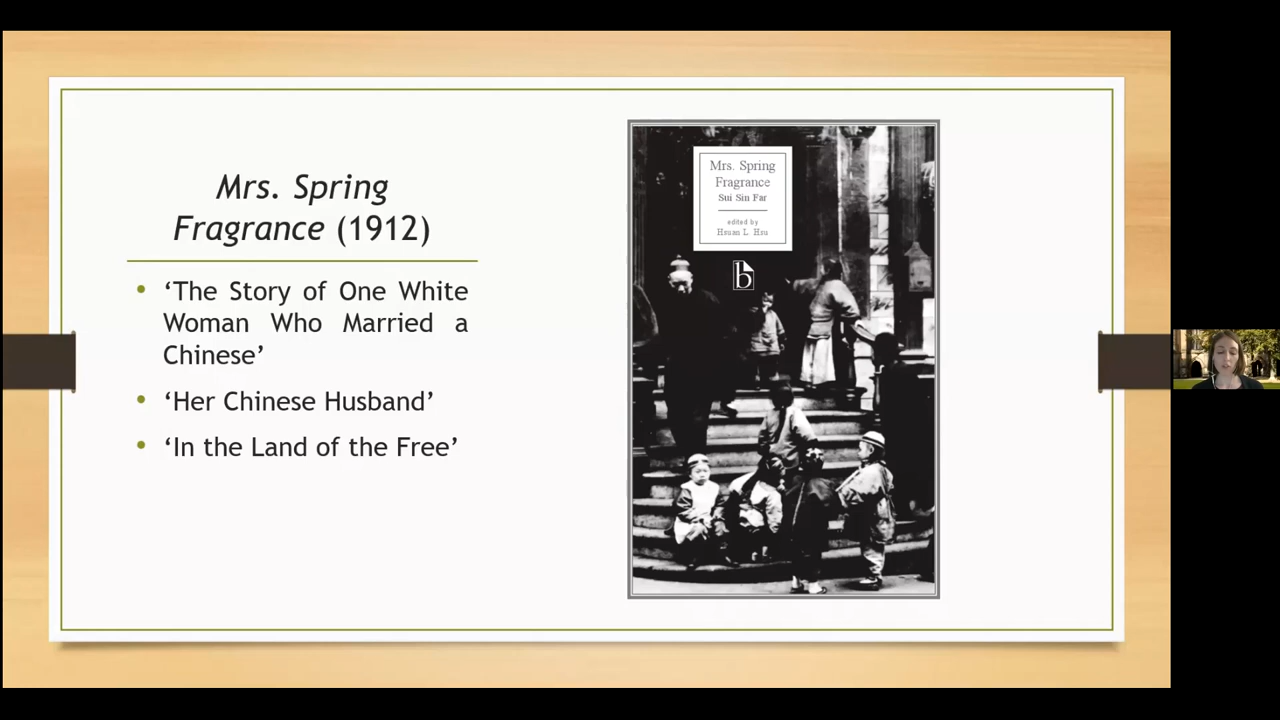 Mrs. Spring
Fragrance (1912)
• ‘The Story of One White
Woman Who Married a
Chinese’
• ‘Her Chinese Husband’
• ‘In the Land of the Free’
Mrs. Spring
Fragrance
Sui Sin Far
edited by
Hsuan L. Hsu
b